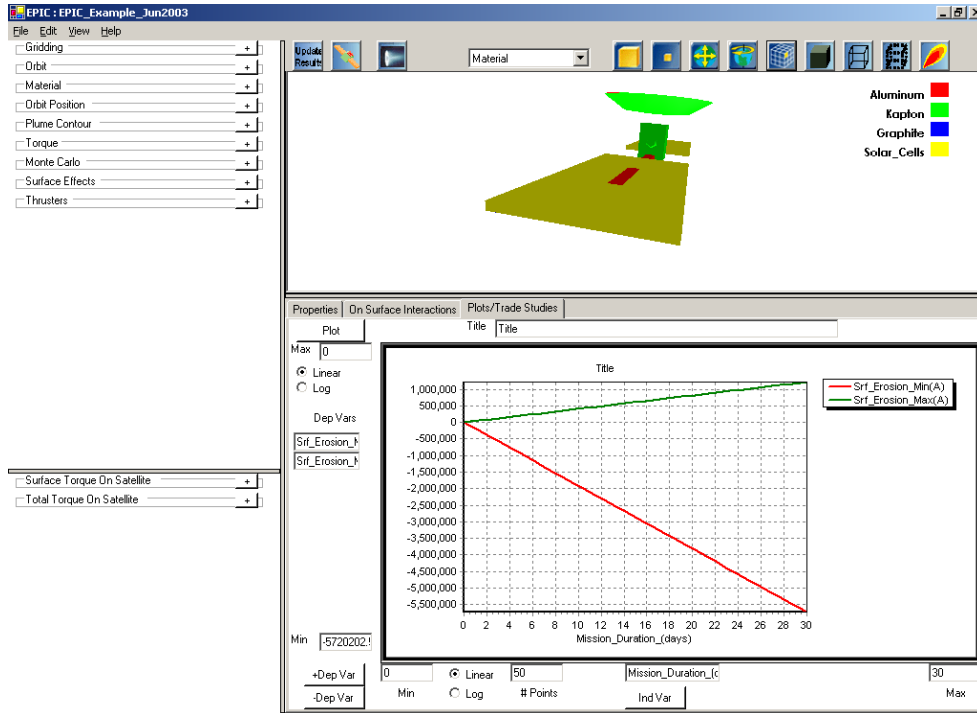 EPIC : EPIC_Example_Jun2003
File Edit View Help
Gridding +
Orbit +
Material +
Orbit Position +
Plume Contour +
Torque +
Monte Carlo +
Surface Effects +
Thrusters +
Surface Torque On Satellite +
Total Torque On Satellite +
Update Results
Material
Aluminum
Kapton
Graphite
Solar_Cells
Properties On Surface Interactions Plots/Trade Studies
Plot
Title Title
Max 0
Linear
Log
Dep Vars
Srf_Erosion_M
Srf_Erosion_M
Min -5720202.
+Dep Var
-Dep Var
Title
1,000,000
500,000
0
-500,000
-1,000,000
-1,500,000
-2,000,000
-2,500,000
-3,000,000
-3,500,000
-4,000,000
-4,500,000
-5,000,000
-5,500,000
0 2 4 6 8 10 12 14 16 18 20 22 24 26 28 30
Mission_Duration_(days)
Srf_Erosion_Min(A)
Srf_Erosion_Max(A)
0 Linear 50 Mission_Duration_(c 30
Min Log # Points Ind Var Max